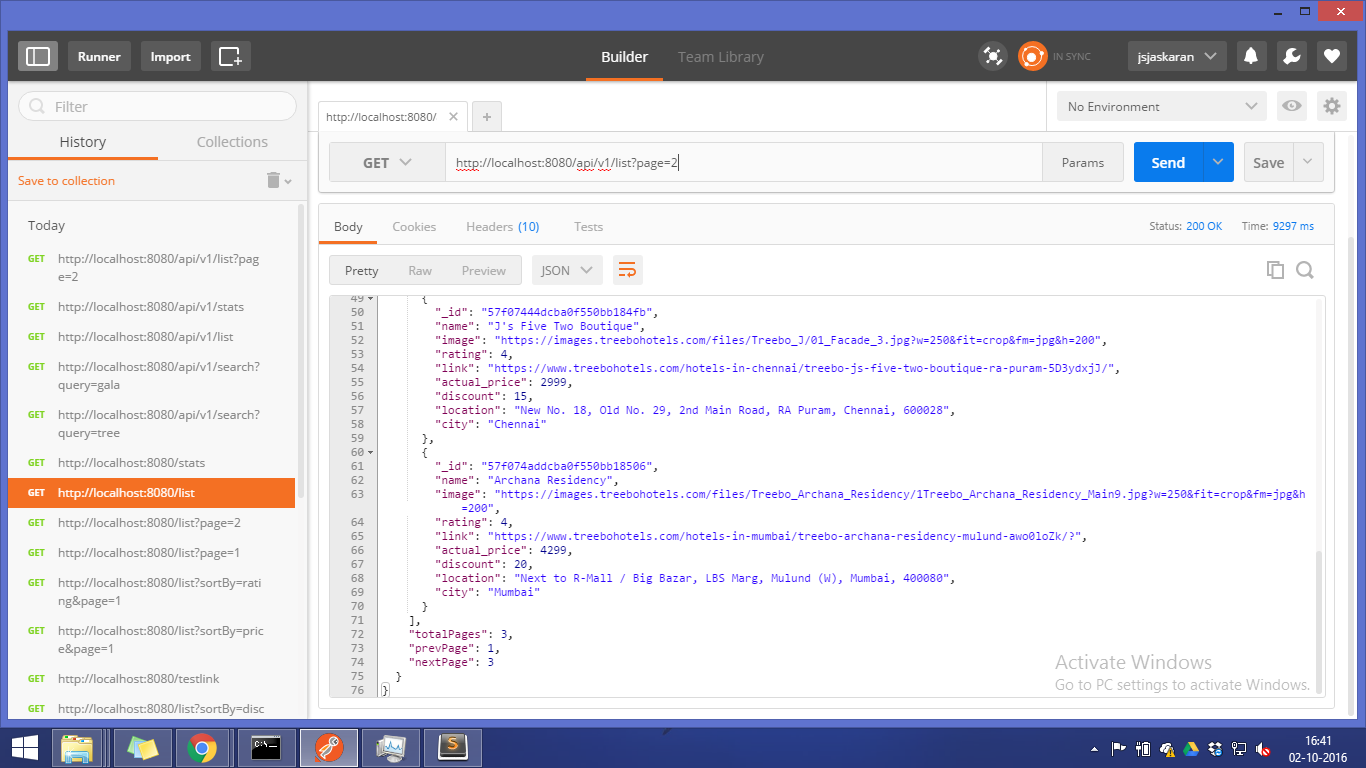 Runner
Import
Builder
Team Library
IN SYNC
jsjaskaran
Filter
History
Collections
Save to collection
Today
GET http://localhost:8080/api/v1/list?pag
e=2
GET http://localhost:8080/api/v1/stats
GET http://localhost:8080/api/v1/list
GET http://localhost:8080/api/v1/search?
query=gala
GET http://localhost:8080/api/v1/search?
query=tree
GET http://localhost:8080/stats
GET http://localhost:8080/list
GET http://localhost:8080/list?page=2
GET http://localhost:8080/list?page=1
GET http://localhost:8080/list?sortBy=rati
ng&page=1
GET http://localhost:8080/list?sortBy=pric
e&page=1
GET http://localhost:8080/testlink
GET http://localhost:8080/list?sortBy=disc
http://localhost:8080/
No Environment
GET
http://localhost:8080/api/v1/list?page=2
Params
Send
Save
Body
Cookies
Headers (10)
Tests
Status: 200 OK
Time: 9297 ms
Pretty
Raw
Preview
JSON
49 {
50 "_id": "57f07444dcba0f550bb184fb",
51 "name": "J's Five Two Boutique",
52 "image": "https://images.treebohotels.com/files/Treebo_J/01_Facade_3.jpg?w=250&fit=crop&fm=jpg&h=200",
53 "rating": 4,
54 "link": "https://www.treebohotels.com/hotels-in-chennai/treebo-js-five-two-boutique-ra-puram-5D3ydxjJ/",
55 "actual_price": 2999,
56 "discount": 15,
57 "location": "New No. 18, Old No. 29, 2nd Main Road, RA Puram, Chennai, 600028",
58 "city": "Chennai"
59 },
60 {
61 "_id": "57f074addcba0f550bb18506",
62 "name": "Archana Residency",
63 "image": "https://images.treebohotels.com/files/Treebo_Archana_Residency/1Treebo_Archana_Residency_Main9.jpg?w=250&fit=crop&fm=jpg&h
=200",
64 "rating": 4,
65 "link": "https://www.treebohotels.com/hotels-in-mumbai/treebo-archana-residency-mulund-awo0loZk/?",
66 "actual_price": 4299,
67 "discount": 20,
68 "location": "Next to R-Mall / Big Bazar, LBS Marg, Mulund (W), Mumbai, 400080",
69 "city": "Mumbai"
70 }
71 ],
72 "totalPages": 3,
73 "prevPage": 1,
74 "nextPage": 3
75 }
76 }
Activate Windows
Go to PC settings to activate Windows.
16:41
02-10-2016